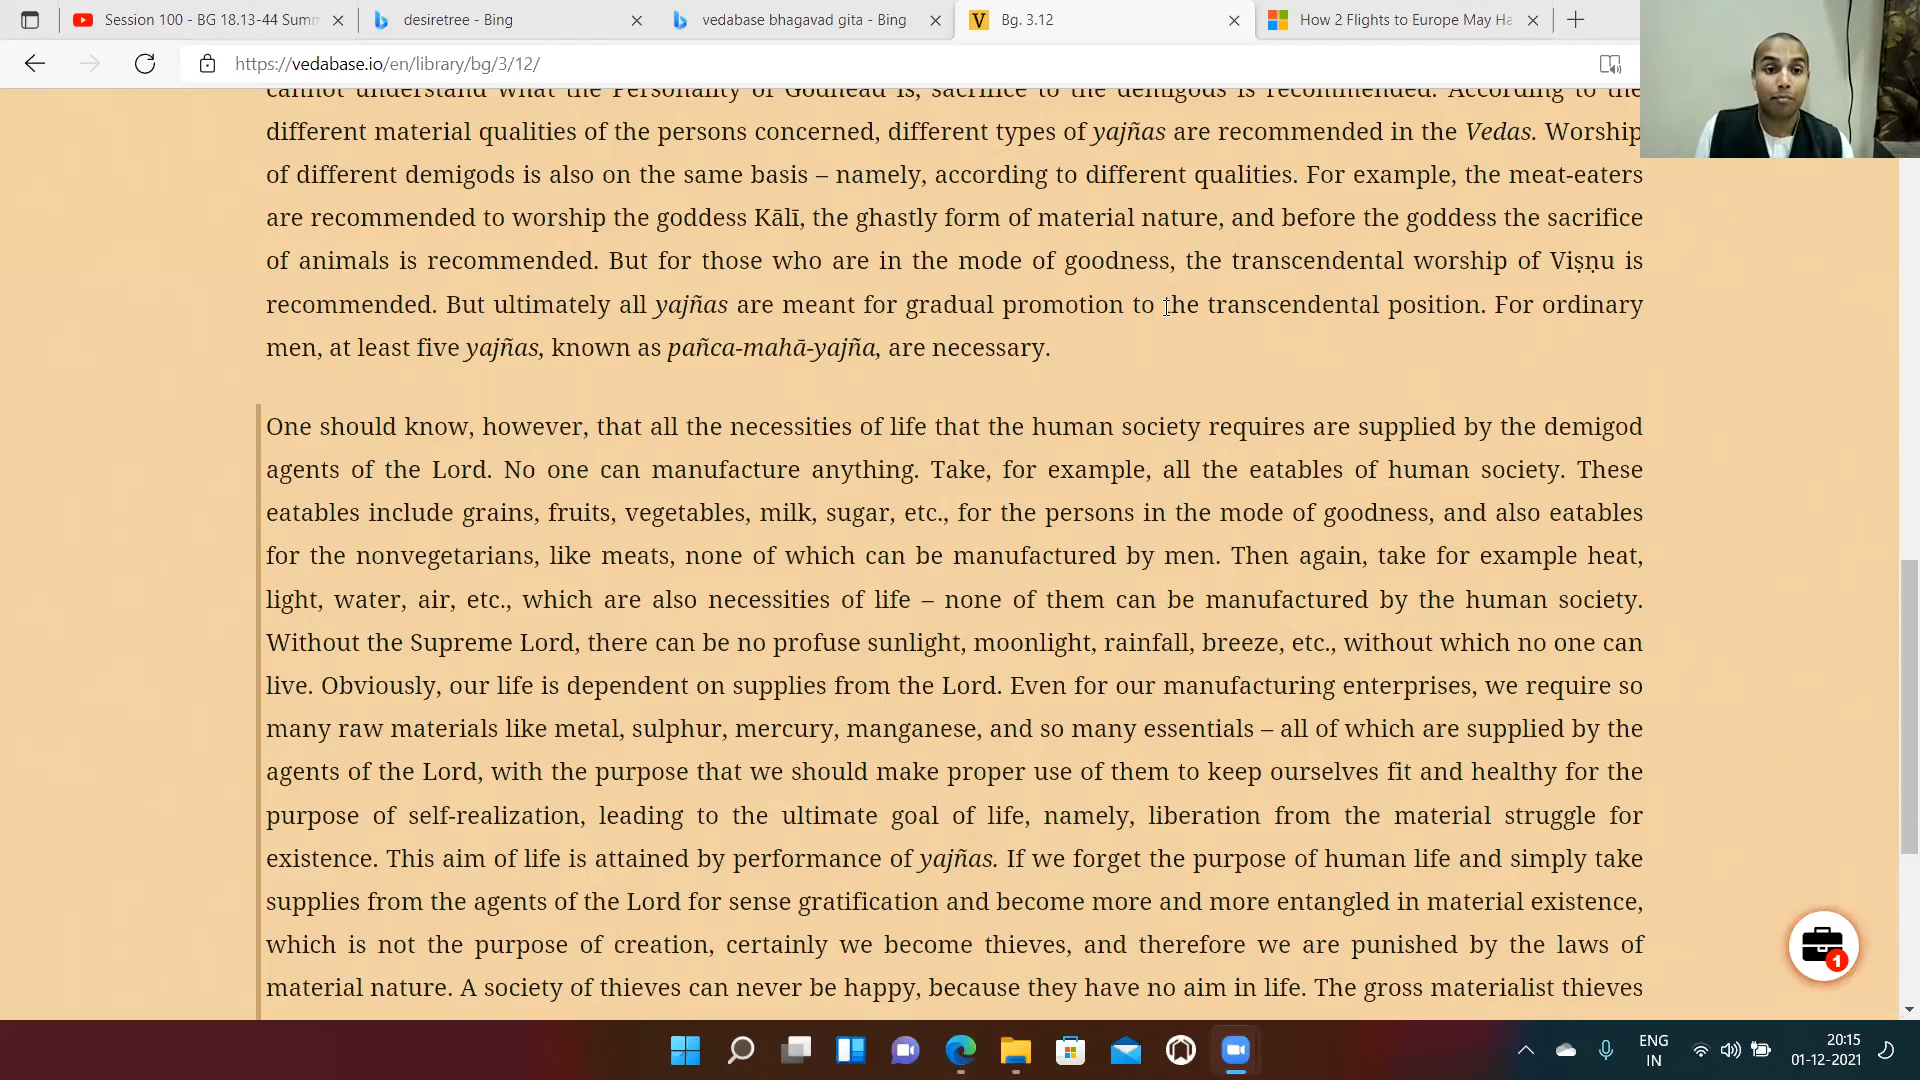 Session 100 - BG 18.13-44 Summ
desiretree - Bing
vedabase bhagavad gita - Bing
Bg. 3.12
How 2 Flights to Europe May Ha
https://vedabase.io/en/library/bg/3/12/
cannot understand what the Personality of Godhead is, sacrifice to the demigods is recommended. According to the
different material qualities of the persons concerned, different types of yajñas are recommended in the Vedas. Worship
of different demigods is also on the same basis – namely, according to different qualities. For example, the meat-eaters
are recommended to worship the goddess Kālī, the ghastly form of material nature, and before the goddess the sacrifice
of animals is recommended. But for those who are in the mode of goodness, the transcendental worship of Viṣṇu is
recommended. But ultimately all yajñas are meant for gradual promotion to the transcendental position. For ordinary
men, at least five yajñas, known as pañca-mahā-yajña, are necessary.
One should know, however, that all the necessities of life that the human society requires are supplied by the demigod
agents of the Lord. No one can manufacture anything. Take, for example, all the eatables of human society. These
eatables include grains, fruits, vegetables, milk, sugar, etc., for the persons in the mode of goodness, and also eatables
for the nonvegetarians, like meats, none of which can be manufactured by men. Then again, take for example heat,
light, water, air, etc., which are also necessities of life – none of them can be manufactured by the human society.
Without the Supreme Lord, there can be no profuse sunlight, moonlight, rainfall, breeze, etc., without which no one can
live. Obviously, our life is dependent on supplies from the Lord. Even for our manufacturing enterprises, we require so
many raw materials like metal, sulphur, mercury, manganese, and so many essentials – all of which are supplied by the
agents of the Lord, with the purpose that we should make proper use of them to keep ourselves fit and healthy for the
purpose of self-realization, leading to the ultimate goal of life, namely, liberation from the material struggle for
existence. This aim of life is attained by performance of yajñas. If we forget the purpose of human life and simply take
supplies from the agents of the Lord for sense gratification and become more and more entangled in material existence,
which is not the purpose of creation, certainly we become thieves, and therefore we are punished by the laws of
material nature. A society of thieves can never be happy, because they have no aim in life. The gross materialist thieves
1
ENG
IN
20:15
01-12-2021